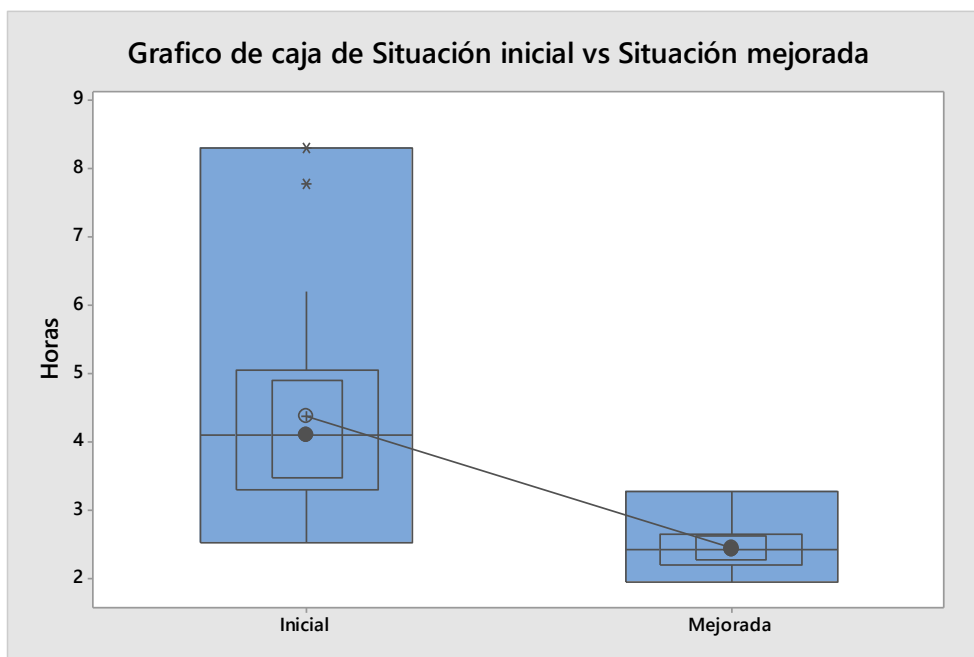 Grafico de caja de Situación inicial vs Situación mejorada
9
8
7
6
5
4
3
2
Horas
Inicial
Mejorada